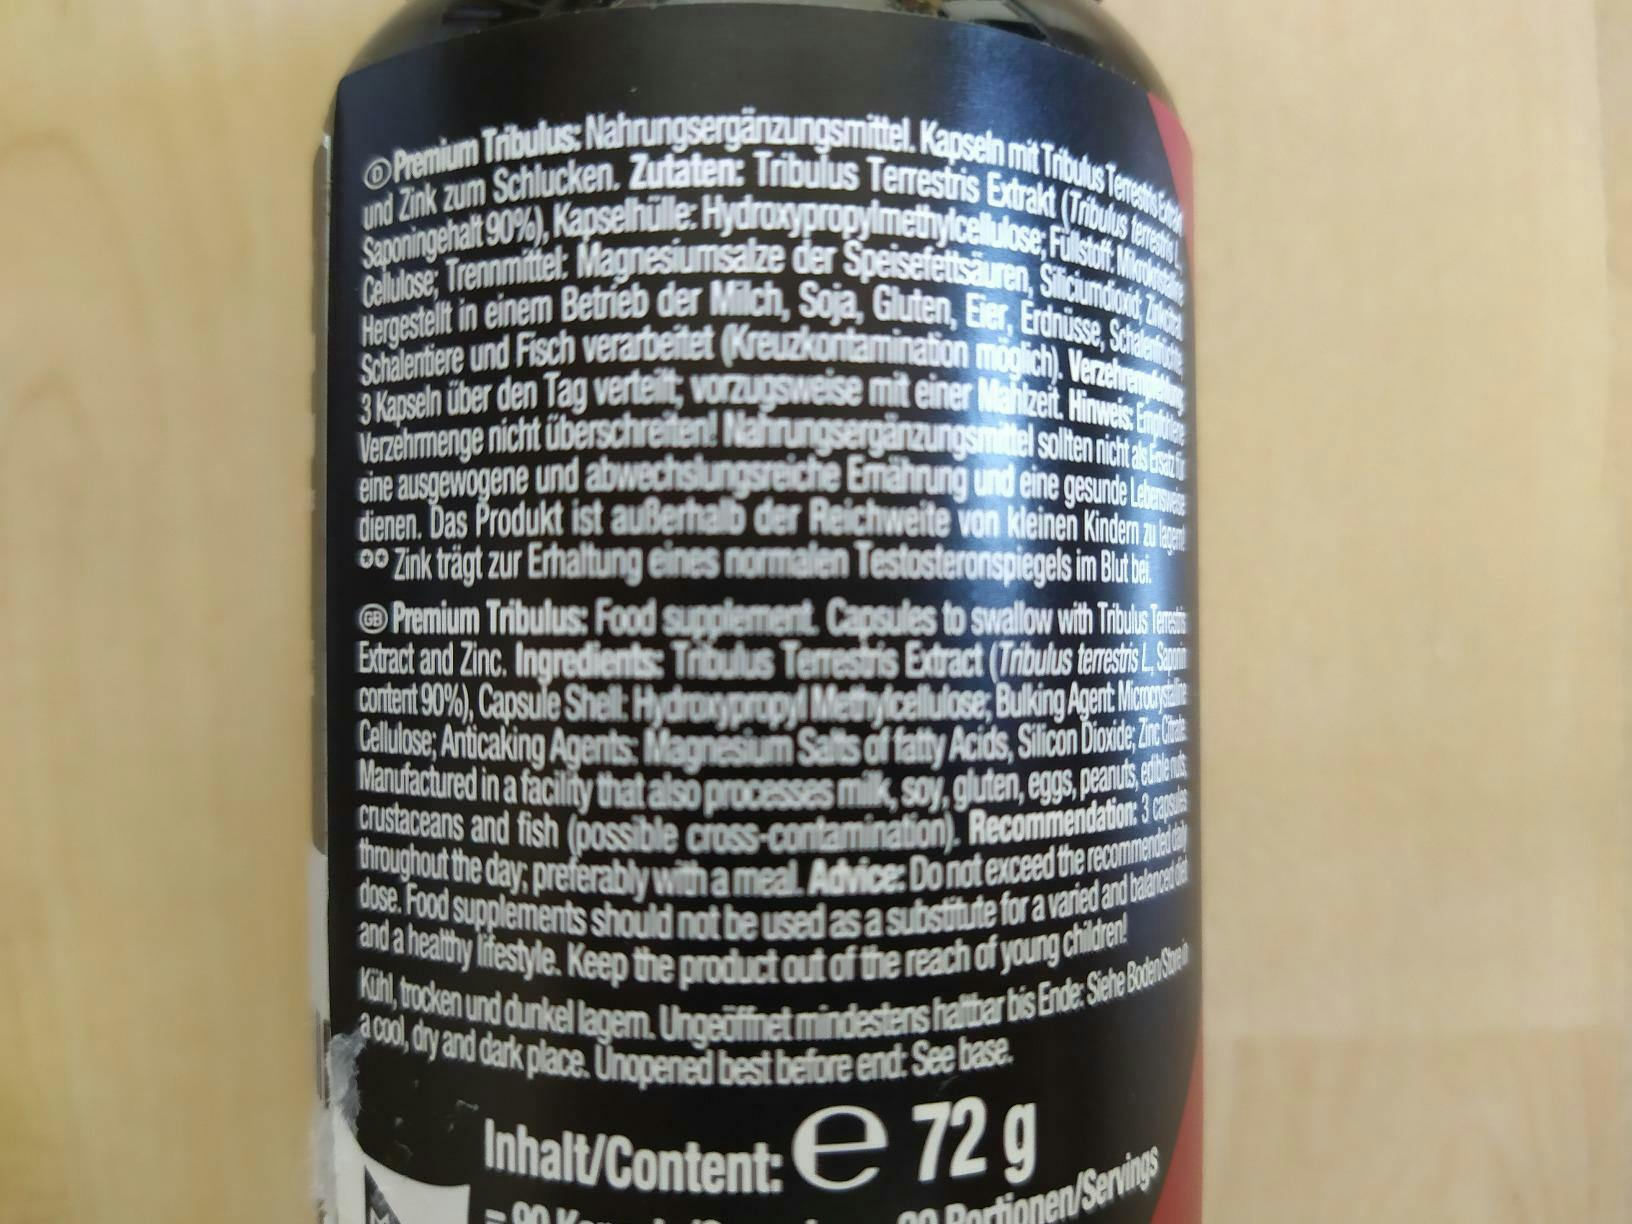 D Premium Tribulus: Nahrungsergänzungsmittel. Kapseln mit Tribulus Terrestris Extrakt
und Zink zum Schlucken. Zutaten: Tribulus Terrestris Extrakt (Tribulus terrestris L.,
Saponingehalt 90%), Kapselhülle: Hydroxypropylmethylcellulose; Füllstoff: Mikrokristalline
Cellulose; Trennmittel: Magnesiumsalze der Speisefettsäuren, Siliciumdioxid; Zinkcitrat.
Hergestellt in einem Betrieb der Milch, Soja, Gluten, Eier, Erdnüsse, Schalenfrüchte,
Schalentiere und Fisch verarbeitet (Kreuzkontamination möglich). Verzehrempfehlung:
3 Kapseln über den Tag verteilt; vorzugsweise mit einer Mahlzeit. Hinweis: Empfohlene
Verzehrmenge nicht überschreiten! Nahrungsergänzungsmittel sollten nicht als Ersatz für
eine ausgewogene und abwechslungsreiche Ernährung und eine gesunde Lebensweise
dienen. Das Produkt ist außerhalb der Reichweite von kleinen Kindern zu lagern!
✪✪ Zink trägt zur Erhaltung eines normalen Testosteronspiegels im Blut bei.
GB Premium Tribulus: Food supplement. Capsules to swallow with Tribulus Terrestris
Extract and Zinc. Ingredients: Tribulus Terrestris Extract (Tribulus terrestris L., Saponin
content 90%), Capsule Shell: Hydroxypropyl Methylcellulose; Bulking Agent: Microcrystalline
Cellulose; Anticaking Agents: Magnesium Salts of fatty Acids, Silicon Dioxide; Zinc Citrate.
Manufactured in a facility that also processes milk, soy, gluten, eggs, peanuts, edible nuts,
crustaceans and fish (possible cross-contamination). Recommendation: 3 capsules
throughout the day; preferably with a meal. Advice: Do not exceed the recommended daily
dose. Food supplements should not be used as a substitute for a varied and balanced diet
and a healthy lifestyle. Keep the product out of the reach of young children!
Kühl, trocken und dunkel lagern. Ungeöffnet mindestens haltbar bis Ende: Siehe Boden/Store in
a cool, dry and dark place. Unopened best before end: See base.
Inhalt/Content: ℮ 72 g
= 90 Portionen/Servings